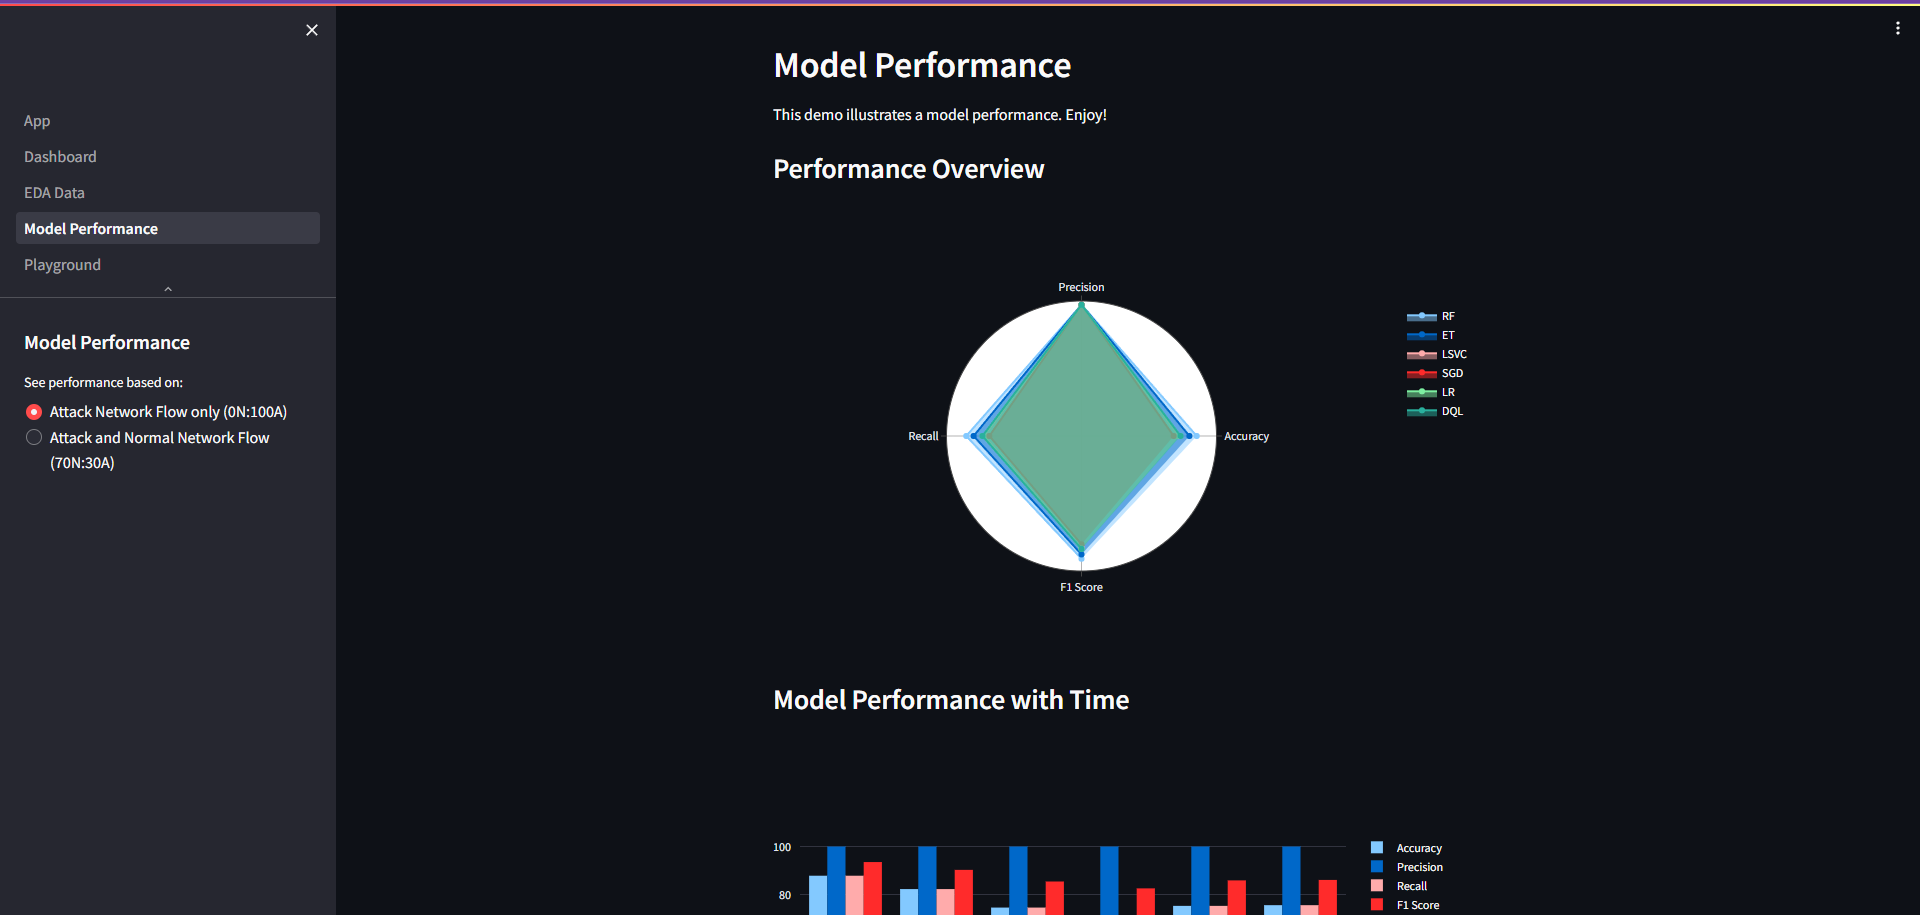 App
Dashboard
EDA Data
Model Performance
Playground
Model Performance
See performance based on:
Attack Network Flow only (0N:100A)
Attack and Normal Network Flow
(70N:30A)
Model Performance
This demo illustrates a model performance. Enjoy!
Performance Overview
Precision
Recall
Accuracy
F1 Score
RF
ET
LSVC
SGD
LR
DQL
Model Performance with Time
100
80
Accuracy
Precision
Recall
F1 Score